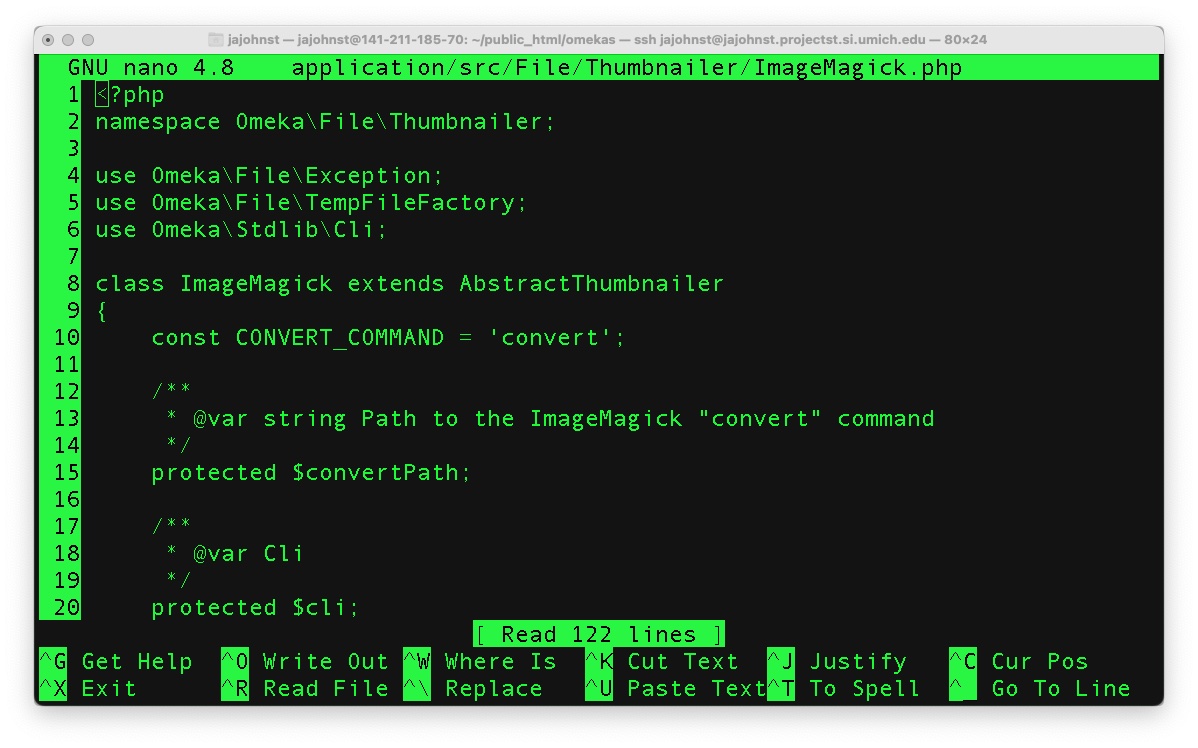 jajohnst — jajohnst@141-211-185-70: ~/public_html/omekas — ssh jajohnst@jajohnst.projectst.si.umich.edu — 80×24
GNU nano 4.8    application/src/File/Thumbnailer/ImageMagick.php
1 <?php
2 namespace Omeka\File\Thumbnailer;
3
4 use Omeka\File\Exception;
5 use Omeka\File\TempFileFactory;
6 use Omeka\Stdlib\Cli;
7
8 class ImageMagick extends AbstractThumbnailer
9 {
10     const CONVERT_COMMAND = 'convert';
11
12     /**
13      * @var string Path to the ImageMagick "convert" command
14      */
15     protected $convertPath;
16
17     /**
18      * @var Cli
19      */
20     protected $cli;
[ Read 122 lines ]
^G Get Help  ^O Write Out ^W Where Is  ^K Cut Text  ^J Justify   ^C Cur Pos
^X Exit      ^R Read File ^\ Replace   ^U Paste Text^T To Spell  ^  Go To Line